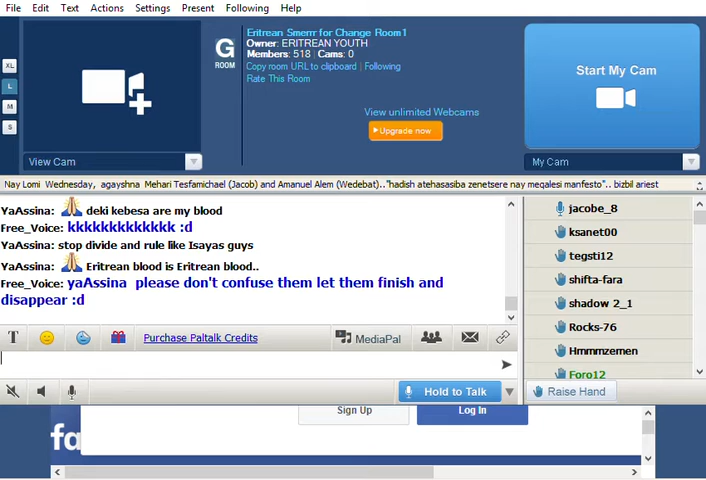 File Edit Text Actions Settings Present Following Help
Eritrean Smerrr for Change Room1
Owner: ERITREAN YOUTH
Members: 518 | Cams: 0
Copy room URL to clipboard | Following
Rate This Room
G
ROOM
View unlimited Webcams
Upgrade now
Start My Cam
XL
L
M
S
View Cam
My Cam
Nay Lomi Wednesday, agayshna Mehari Tesfamichael (Jacob) and Amanuel Alem (Wedebat).."hadish atehasasiba zenetsere nay meqalesi manfesto".. bizbil ariest
YaAssina: deki kebesa are my blood
Free_Voice: kkkkkkkkkkkkk :d
YaAssina: stop divide and rule like Isayas guys
YaAssina: Eritrean blood is Eritrean blood..
Free_Voice: yaAssina please don't confuse them let them finish and
disappear :d
jacobe_8
ksanet00
tegsti12
shifta-fara
shadow 2_1
Rocks-76
Hmmmzemen
Foro12
T Purchase Paltalk Credits MediaPal
Hold to Talk
Raise Hand
fa
Sign Up Log In